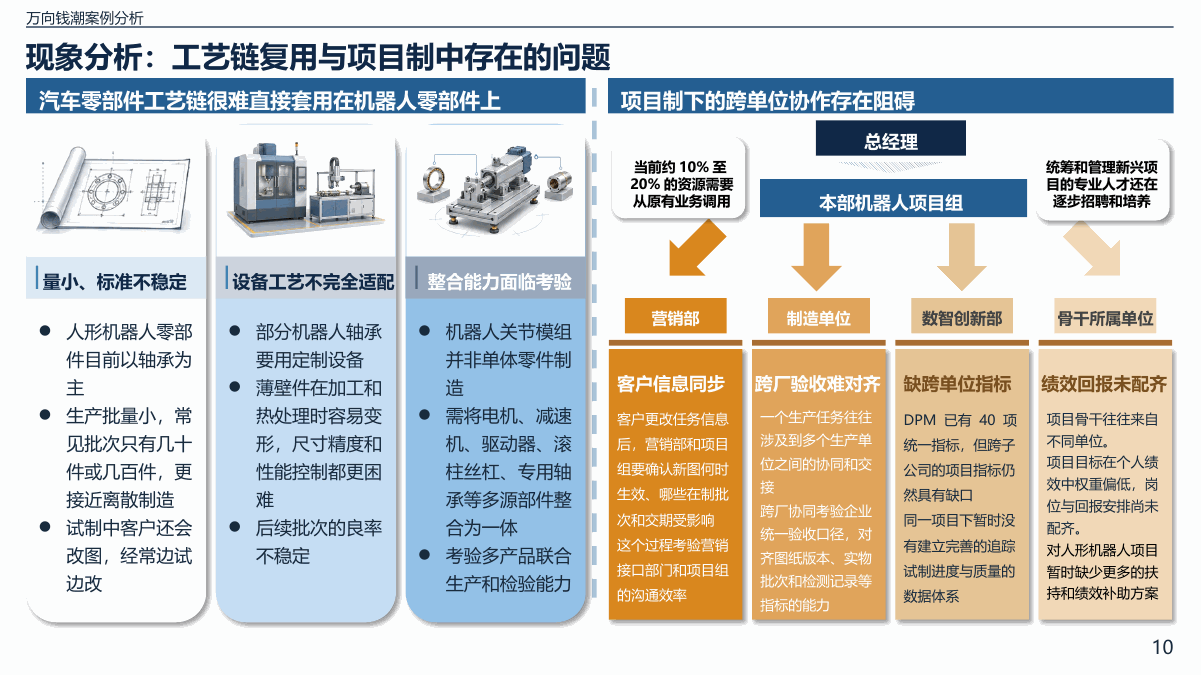 万向钱潮案例分析
现象分析：工艺链复用与项目制中存在的问题
汽车零部件工艺链很难直接套用在机器人零部件上
量小、标准不稳定
● 人形机器人零部
件目前以轴承为
主
● 生产批量小，常
见批次只有几十
件或几百件，更
接近离散制造
● 试制中客户还会
改图，经常边试
边改
设备工艺不完全适配
● 部分机器人轴承
要用定制设备
● 薄壁件在加工和
热处理时容易变
形，尺寸精度和
性能控制都更困
难
● 后续批次的良率
不稳定
整合能力面临考验
● 机器人关节模组
并非单体零件制
造
● 需将电机、减速
机、驱动器、滚
柱丝杠、专用轴
承等多源部件整
合为一体
● 考验多产品联合
生产和检验能力
项目制下的跨单位协作存在阻碍
总经理
本部机器人项目组
当前约 10% 至
20% 的资源需要
从原有业务调用
统筹和管理新兴项
目的专业人才还在
逐步招聘和培养
营销部
客户信息同步
客户更改任务信息
后，营销部和项目
组要确认新图何时
生效、哪些在制批
次和交期受影响
这个过程考验营销
接口部门和项目组
的沟通效率
制造单位
跨厂验收难对齐
一个生产任务往往
涉及到多个生产单
位之间的协同和交
接
跨厂协同考验企业
统一验收口径，对
齐图纸版本、实物
批次和检测记录等
指标的能力
数智创新部
缺跨单位指标
DPM 已有 40 项
统一指标，但跨子
公司的项目指标仍
然具有缺口
同一项目下暂时没
有建立完善的追踪
试制进度与质量的
数据体系
骨干所属单位
绩效回报未配齐
项目骨干往往来自
不同单位。
项目目标在个人绩
效中权重偏低，岗
位与回报安排尚未
配齐。
对人形机器人项目
暂时缺少更多的扶
持和绩效补助方案
10